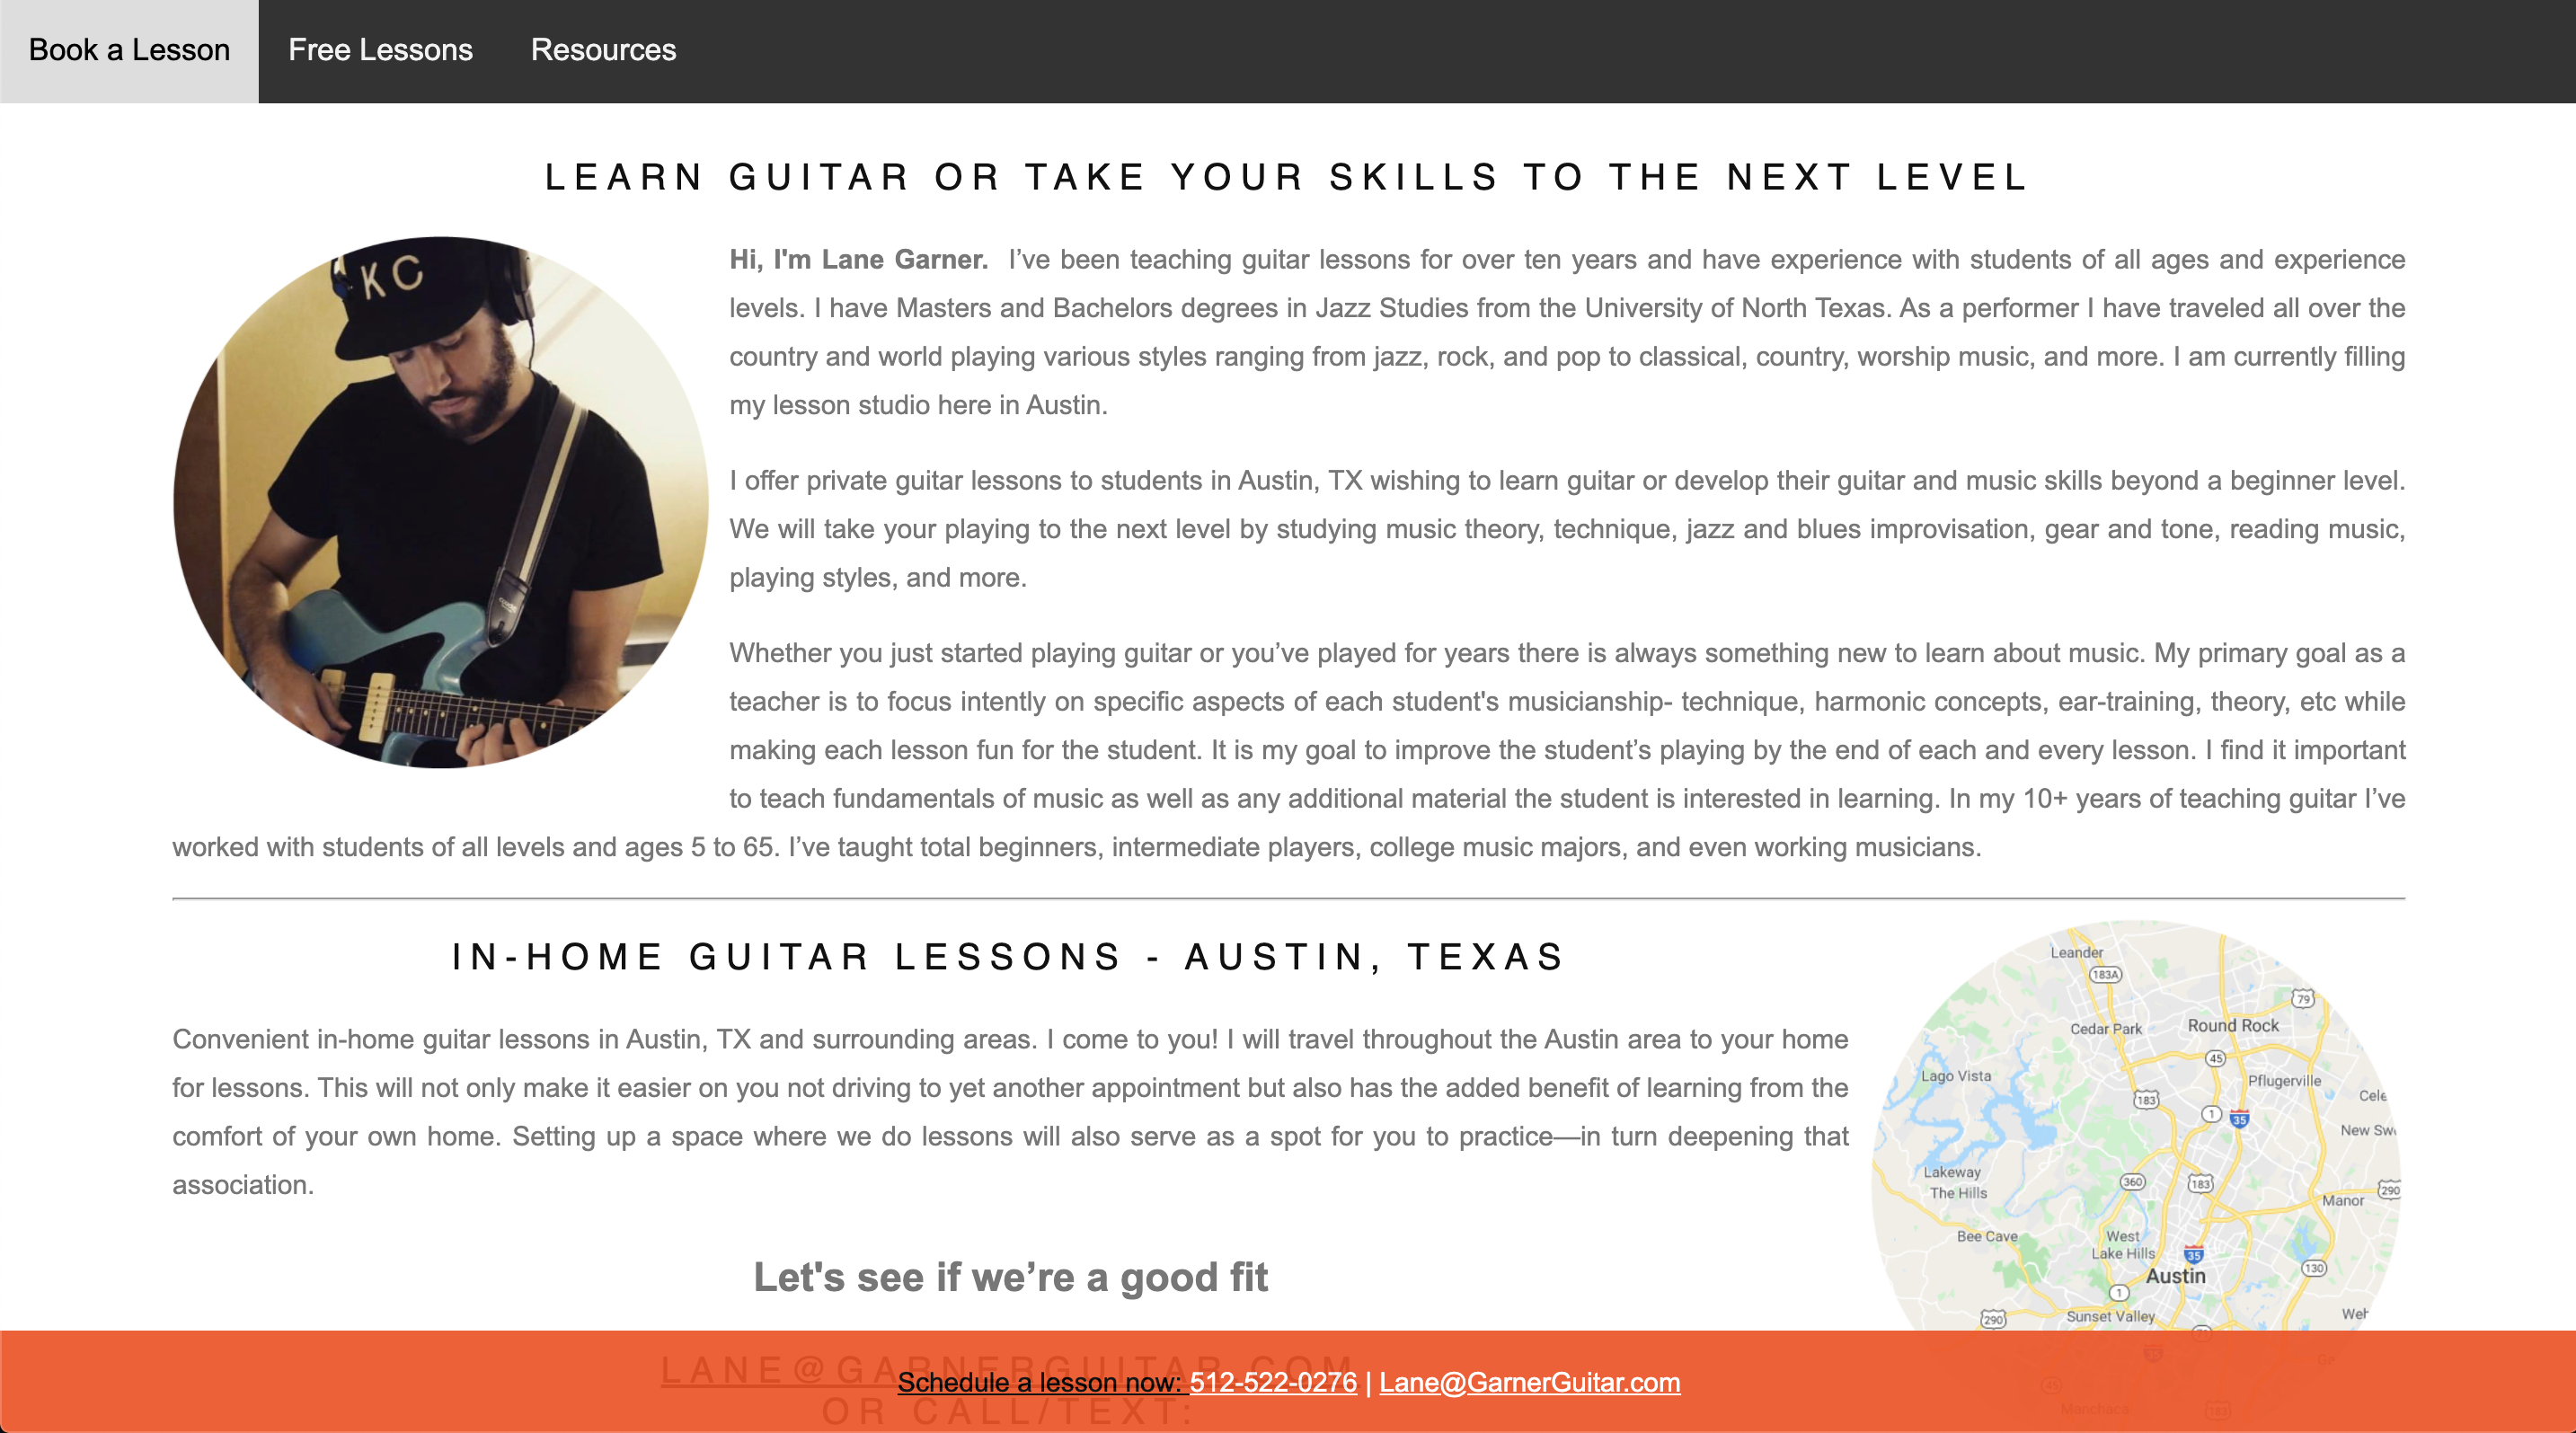 Book a Lesson Free Lessons Resources
LEARN GUITAR OR TAKE YOUR SKILLS TO THE NEXT LEVEL
KC
Hi, I'm Lane Garner. I’ve been teaching guitar lessons for over ten years and have experience with students of all ages and experience
levels. I have Masters and Bachelors degrees in Jazz Studies from the University of North Texas. As a performer I have traveled all over the
country and world playing various styles ranging from jazz, rock, and pop to classical, country, worship music, and more. I am currently filling
my lesson studio here in Austin.
I offer private guitar lessons to students in Austin, TX wishing to learn guitar or develop their guitar and music skills beyond a beginner level.
We will take your playing to the next level by studying music theory, technique, jazz and blues improvisation, gear and tone, reading music,
playing styles, and more.
Whether you just started playing guitar or you’ve played for years there is always something new to learn about music. My primary goal as a
teacher is to focus intently on specific aspects of each student's musicianship- technique, harmonic concepts, ear-training, theory, etc while
making each lesson fun for the student. It is my goal to improve the student’s playing by the end of each and every lesson. I find it important
to teach fundamentals of music as well as any additional material the student is interested in learning. In my 10+ years of teaching guitar I’ve
worked with students of all levels and ages 5 to 65. I’ve taught total beginners, intermediate players, college music majors, and even working musicians.
IN-HOME GUITAR LESSONS - AUSTIN, TEXAS
Convenient in-home guitar lessons in Austin, TX and surrounding areas. I come to you! I will travel throughout the Austin area to your home
for lessons. This will not only make it easier on you not driving to yet another appointment but also has the added benefit of learning from the
comfort of your own home. Setting up a space where we do lessons will also serve as a spot for you to practice—in turn deepening that
association.
Let's see if we’re a good fit
LANE@GARNERGUITAR.COM
OR CALL/TEXT:
Leander
183A
79
Cedar Park
Round Rock
45
Lago Vista
Pflugerville
183
Cele
1
35
New Sw
Lakeway
The Hills
360
183
Manor
290
Bee Cave
West
Lake Hills
35
Austin
130
1
290
Sunset Valley
Wel
71
35
Ga
45
Manchaca
183
Schedule a lesson now: 512-522-0276 | Lane@GarnerGuitar.com